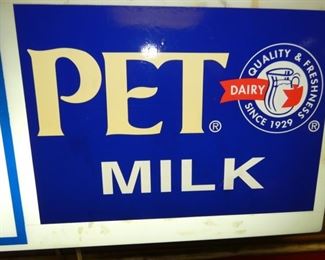 PET®
QUALITY & FRESHNESS
DAIRY
SINCE 1929
®
MILK